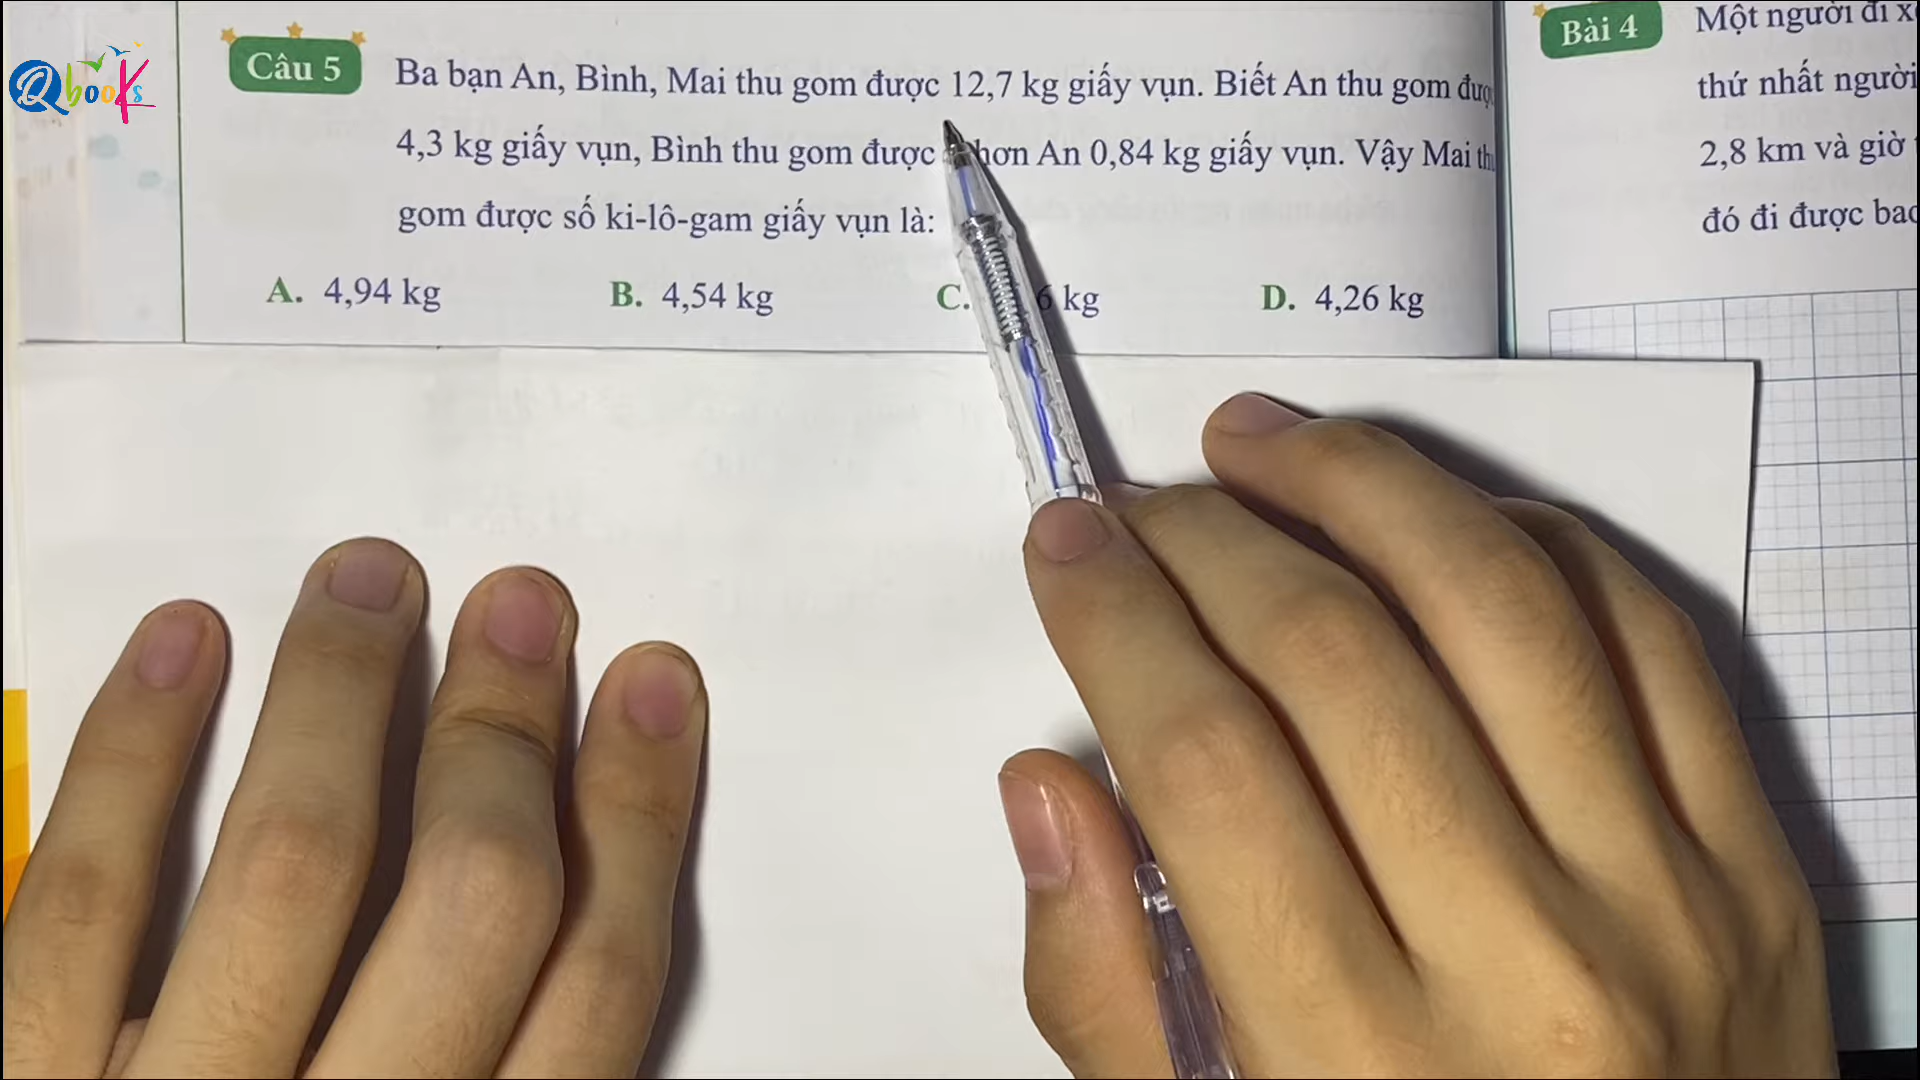 Qbooks
Câu 5
Ba bạn An, Bình, Mai thu gom được 12,7 kg giấy vụn. Biết An thu gom
4,3 kg giấy vụn, Bình thu gom được hơn An 0,84 kg giấy vụn. Vậy Mai
gom được số ki-lô-gam giấy vụn là:
A. 4,94 kg
B. 4,54 kg
C. kg
D. 4,26 kg
Bài 4
Một người đi
thứ nhất người
2,8 km và giờ
đó đi được